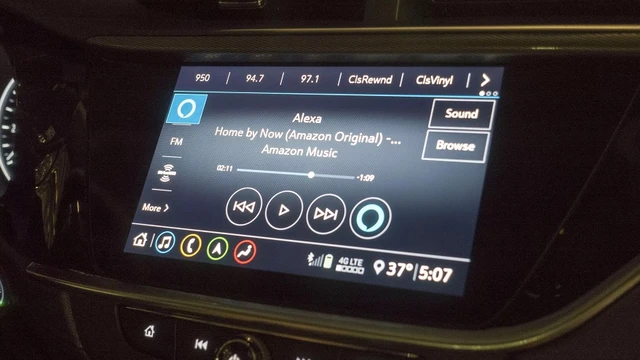 950 94.7 97.1 ClsRewnd ClsVinyl
Alexa
Sound
Home by Now (Amazon Original) -...
Amazon Music
Browse
FM
02:11 -1:09
More
4G LTE
37° 5:07